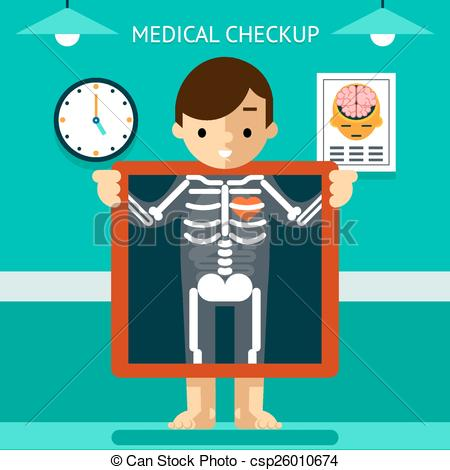 MEDICAL CHECKUP
© Can Stock Photo - csp26010674